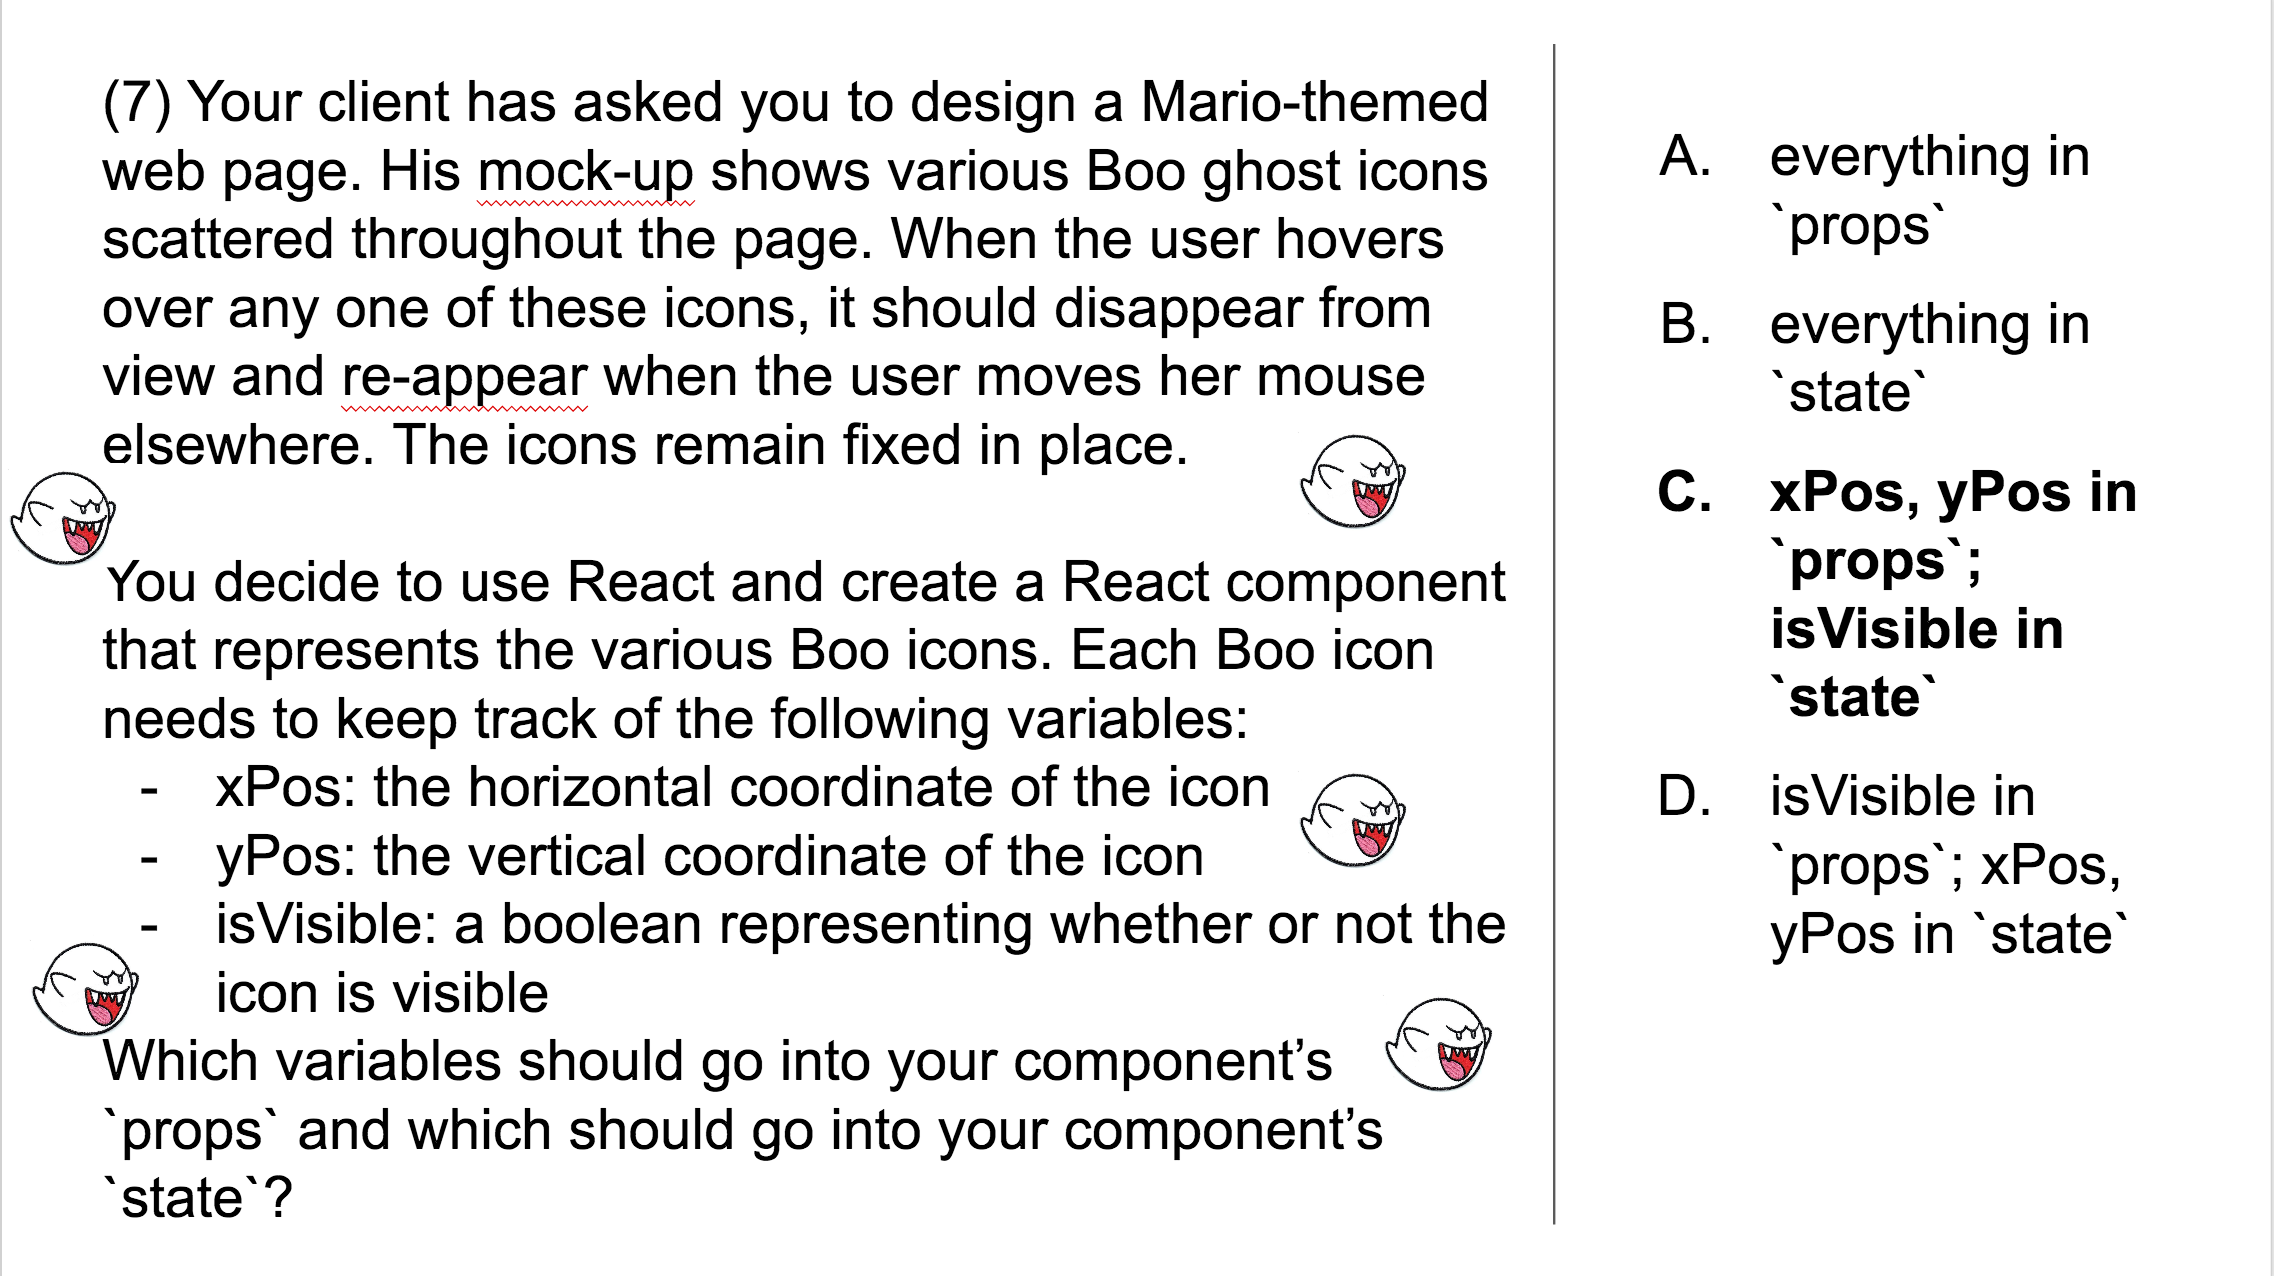 (7) Your client has asked you to design a Mario-themed
web page. His mock-up shows various Boo ghost icons
scattered throughout the page. When the user hovers
over any one of these icons, it should disappear from
view and re-appear when the user moves her mouse
elsewhere. The icons remain fixed in place.
You decide to use React and create a React component
that represents the various Boo icons. Each Boo icon
needs to keep track of the following variables:
- xPos: the horizontal coordinate of the icon
- yPos: the vertical coordinate of the icon
- isVisible: a boolean representing whether or not the
icon is visible
Which variables should go into your component’s
`props` and which should go into your component’s
`state`?
A. everything in
`props`
B. everything in
`state`
C. xPos, yPos in
`props`;
isVisible in
`state`
D. isVisible in
`props`; xPos,
yPos in `state`